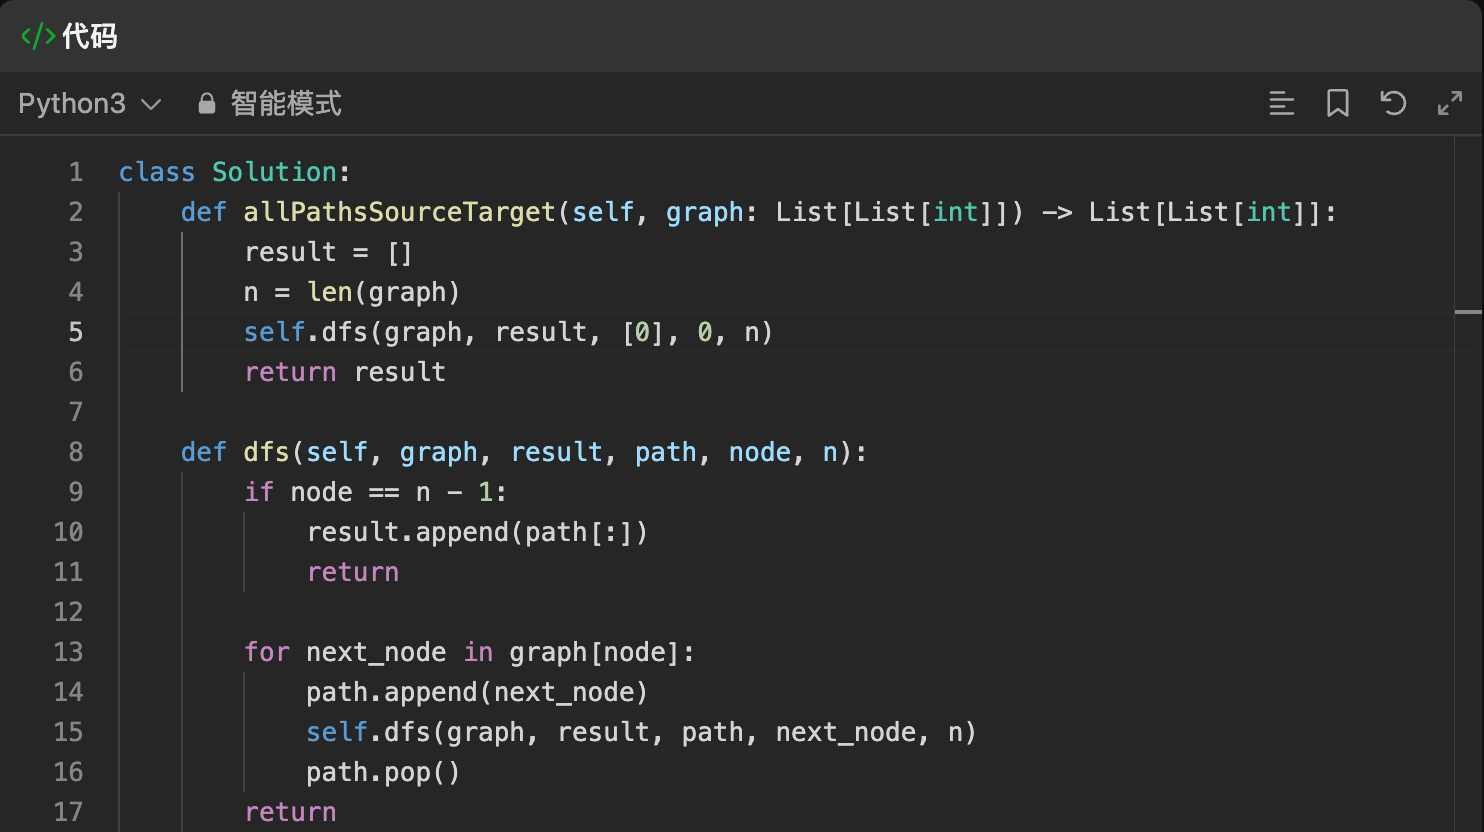 </> 代码
Python3 智能模式
1 class Solution:
2     def allPathsSourceTarget(self, graph: List[List[int]]) -> List[List[int]]:
3         result = []
4         n = len(graph)
5         self.dfs(graph, result, [0], 0, n)
6         return result
7
8     def dfs(self, graph, result, path, node, n):
9         if node == n - 1:
10             result.append(path[:])
11             return
12
13         for next_node in graph[node]:
14             path.append(next_node)
15             self.dfs(graph, result, path, next_node, n)
16             path.pop()
17         return